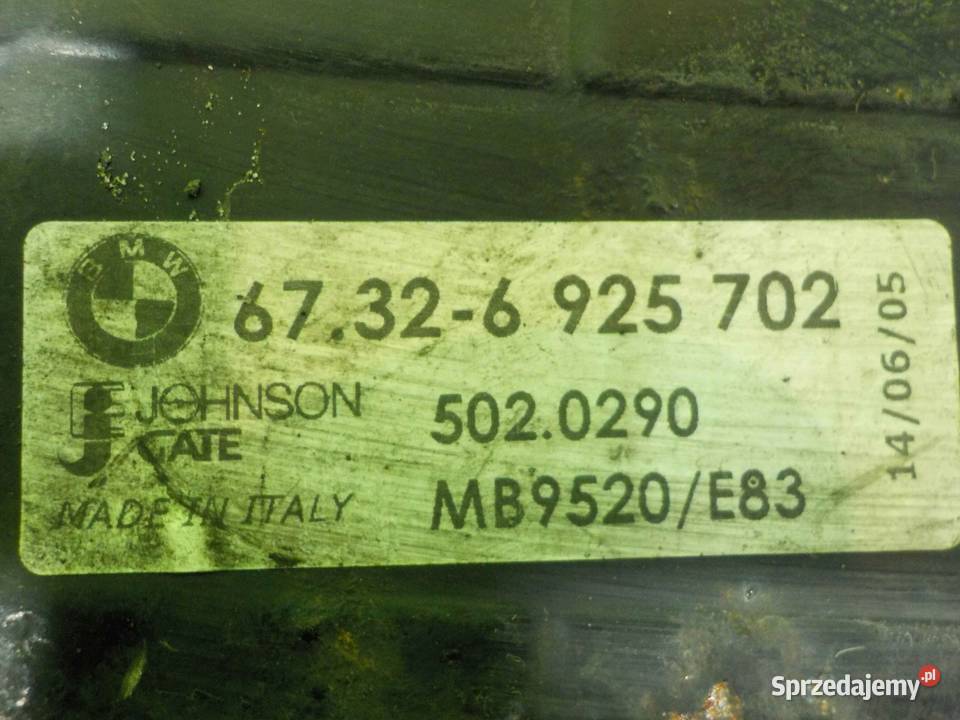 BMW
67.32-6 925 702
14/06/05
JOHNSON
GATE
502.0290
MADE IN ITALY
MB9520/E83
Sprzedajemy.pl